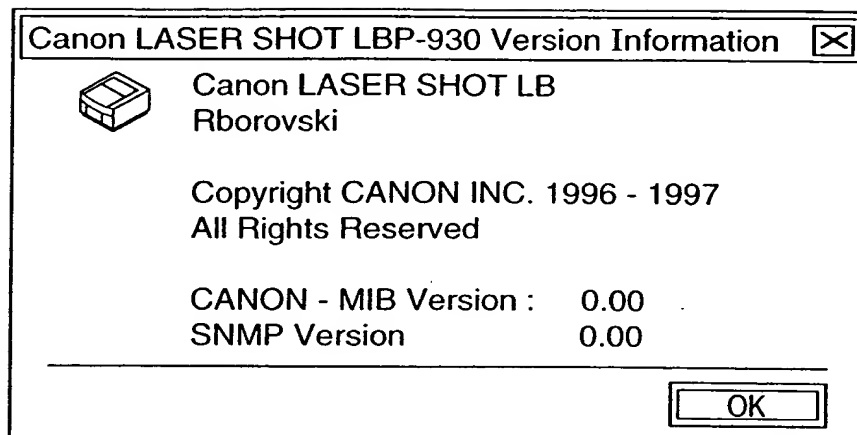 Canon LASER SHOT LBP-930 Version Information
Canon LASER SHOT LB
Rborovski
Copyright CANON INC. 1996 - 1997
All Rights Reserved
CANON - MIB Version : 0.00
SNMP Version 0.00
OK